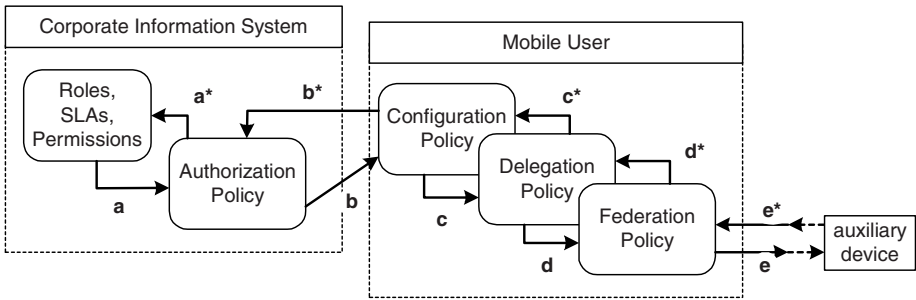 Corporate Information System
Mobile User
Roles,
SLAs,
Permissions
a*
a
Authorization
Policy
b*
b
Configuration
Policy
c*
c
Delegation
Policy
d*
d
Federation
Policy
e*
e
auxiliary
device